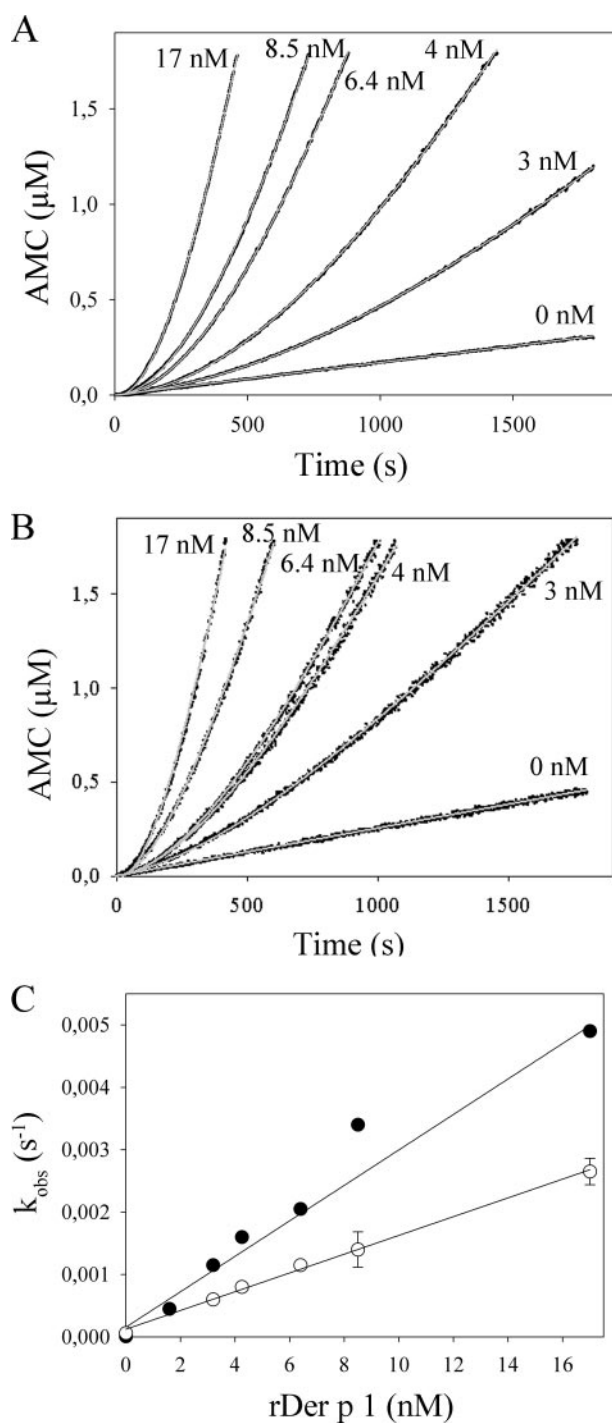 A
17 nM
8.5 nM
6.4 nM
4 nM
3 nM
0 nM
1,5
1,0
0,5
0,0
AMC (µM)
0
500
1000
1500
Time (s)
B
17 nM
8.5 nM
6.4 nM
4 nM
3 nM
0 nM
1,5
1,0
0,5
0,0
AMC (µM)
0
500
1000
1500
Time (s)
C
0,005
0,004
0,003
0,002
0,001
0,000
kobs (s-1)
0
2
4
6
8
10
12
14
16
rDer p 1 (nM)